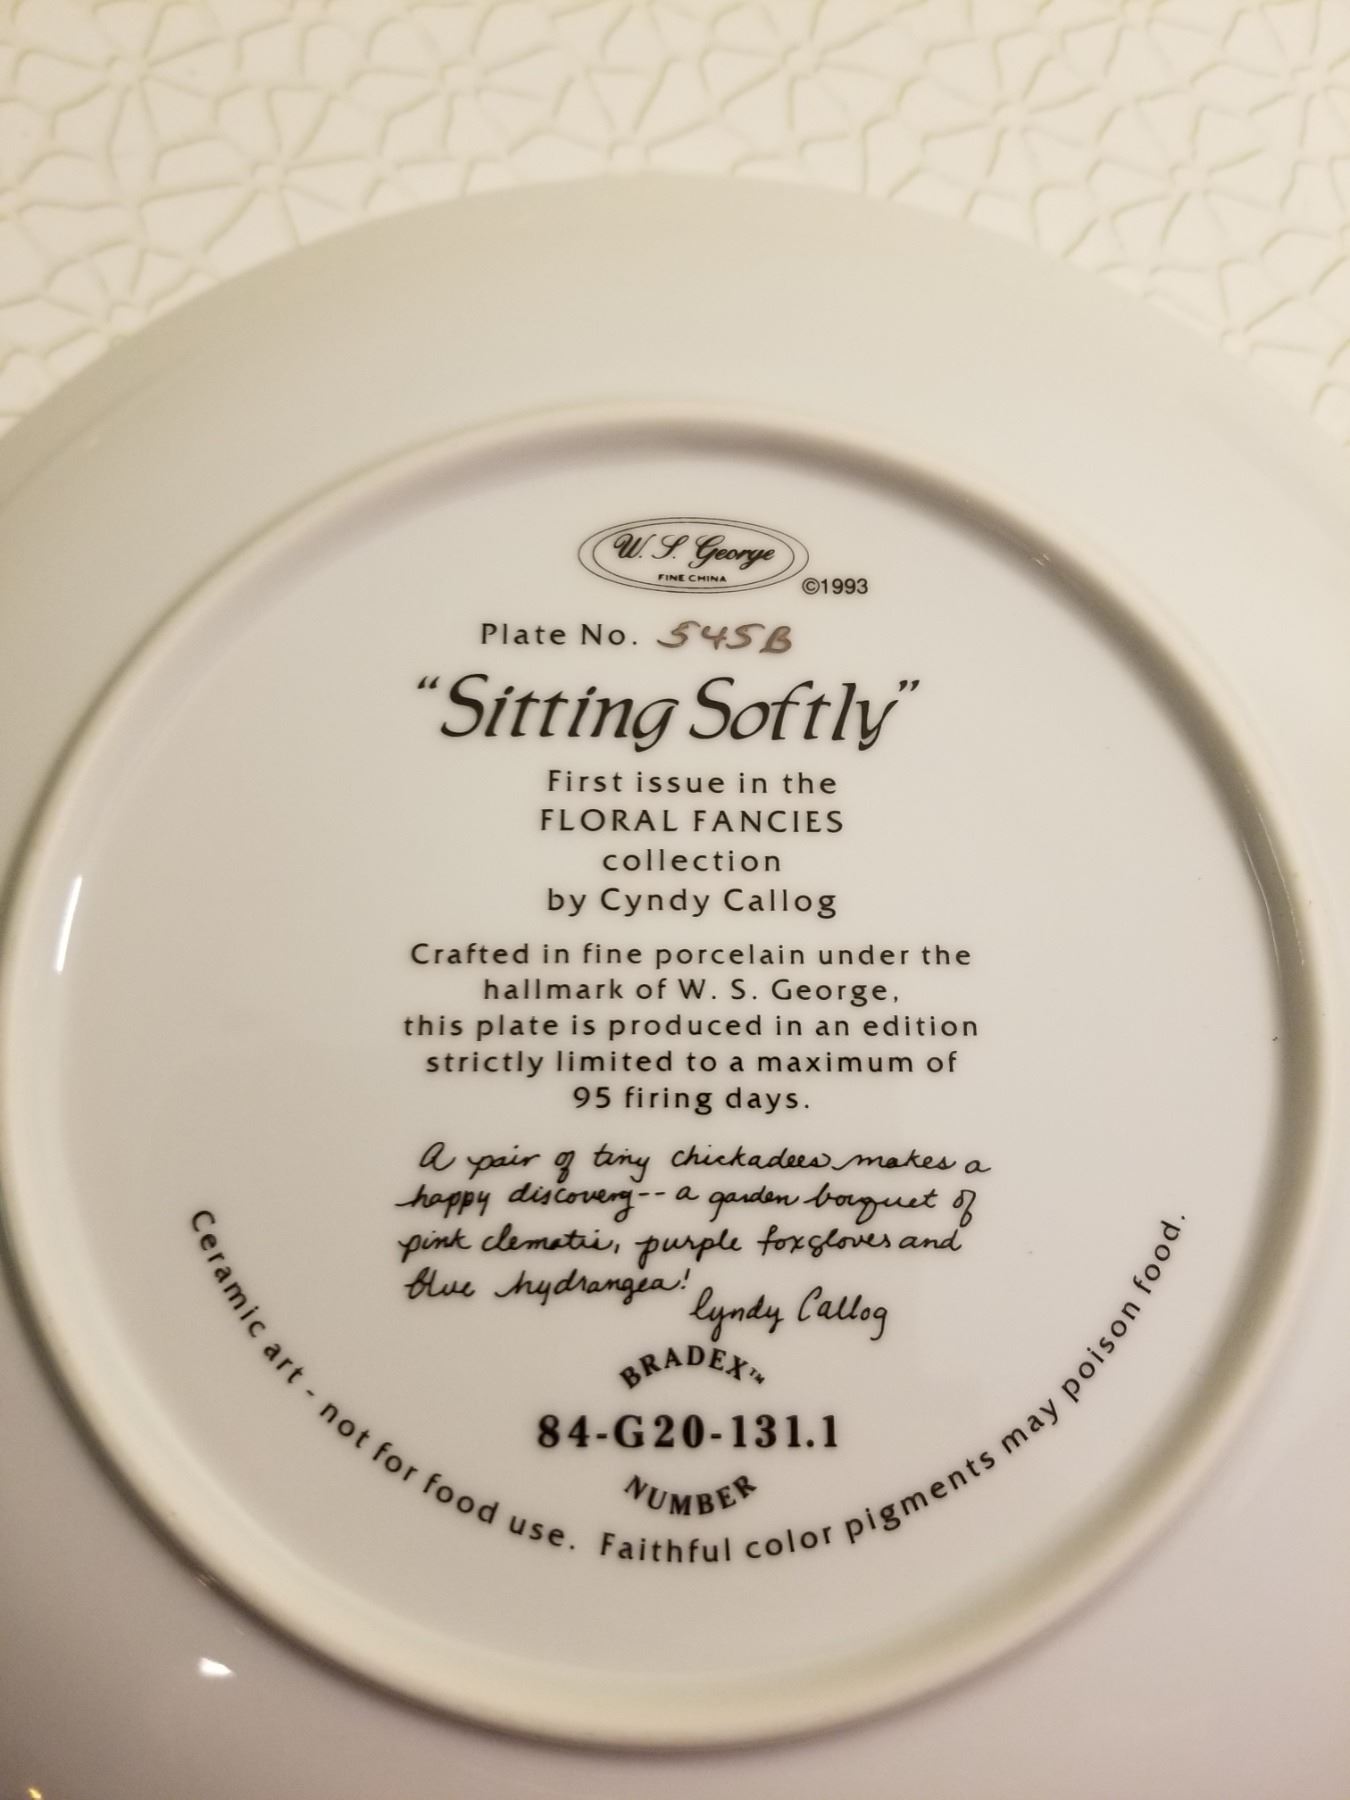 W. S. George
FINE CHINA
©1993
Plate No. 545B
“Sitting Softly”
First issue in the
FLORAL FANCIES
collection
by Cyndy Callog
Crafted in fine porcelain under the
hallmark of W. S. George,
this plate is produced in an edition
strictly limited to a maximum of
95 firing days.
A pair of tiny chickadees makes a
happy discovery-- a garden bouquet of
pink clematis, purple foxgloves and
blue hydrangea!
Cyndy Callog
BRADEX™
84-G20-131.1
NUMBER
Ceramic art - not for food use. Faithful color pigments may poison food.